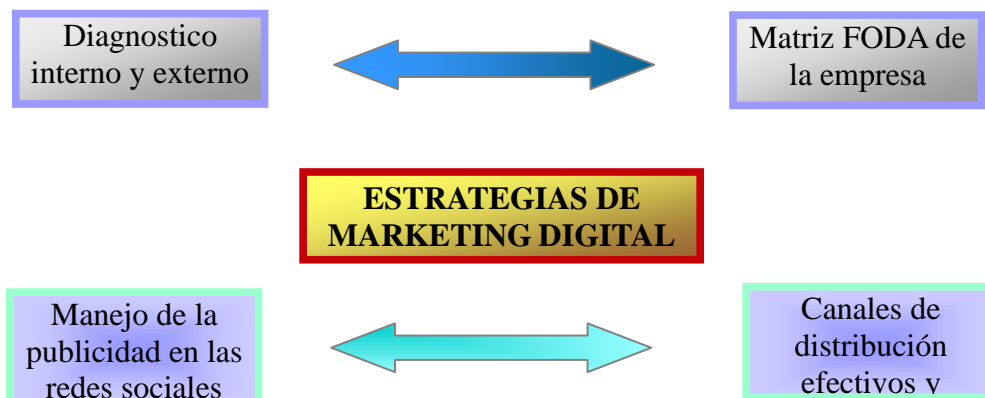 Diagnostico
interno y externo
Matriz FODA de
la empresa
ESTRATEGIAS DE
MARKETING DIGITAL
Manejo de la
publicidad en las
redes sociales
Canales de
distribución
efectivos y